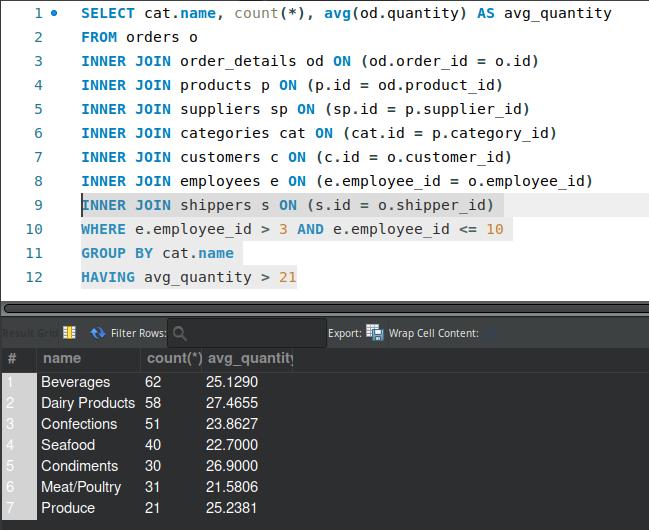 1 SELECT cat.name, count(*), avg(od.quantity) AS avg_quantity
2 FROM orders o
3 INNER JOIN order_details od ON (od.order_id = o.id)
4 INNER JOIN products p ON (p.id = od.product_id)
5 INNER JOIN suppliers sp ON (sp.id = p.supplier_id)
6 INNER JOIN categories cat ON (cat.id = p.category_id)
7 INNER JOIN customers c ON (c.id = o.customer_id)
8 INNER JOIN employees e ON (e.employee_id = o.employee_id)
9 INNER JOIN shippers s ON (s.id = o.shipper_id)
10 WHERE e.employee_id > 3 AND e.employee_id <= 10
11 GROUP BY cat.name
12 HAVING avg_quantity > 21
Result Grid Filter Rows: Export: Wrap Cell Content:
# name count(*) avg_quantity
1 Beverages 62 25.1290
2 Dairy Products 58 27.4655
3 Confections 51 23.8627
4 Seafood 40 22.7000
5 Condiments 30 26.9000
6 Meat/Poultry 31 21.5806
7 Produce 21 25.2381